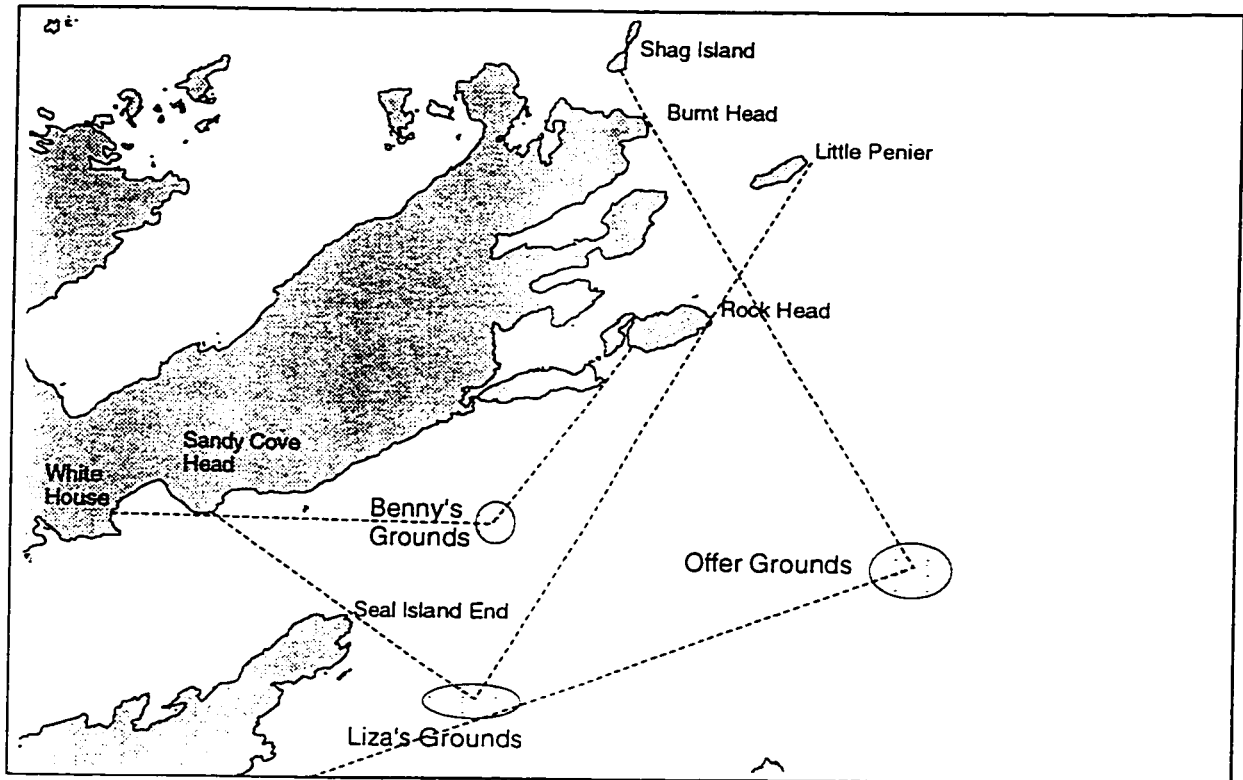 Shag Island
Burnt Head
Little Penier
Rock Head
Sandy Cove
Head
White
House
Benny's
Grounds
Offer Grounds
Seal Island End
Liza's Grounds